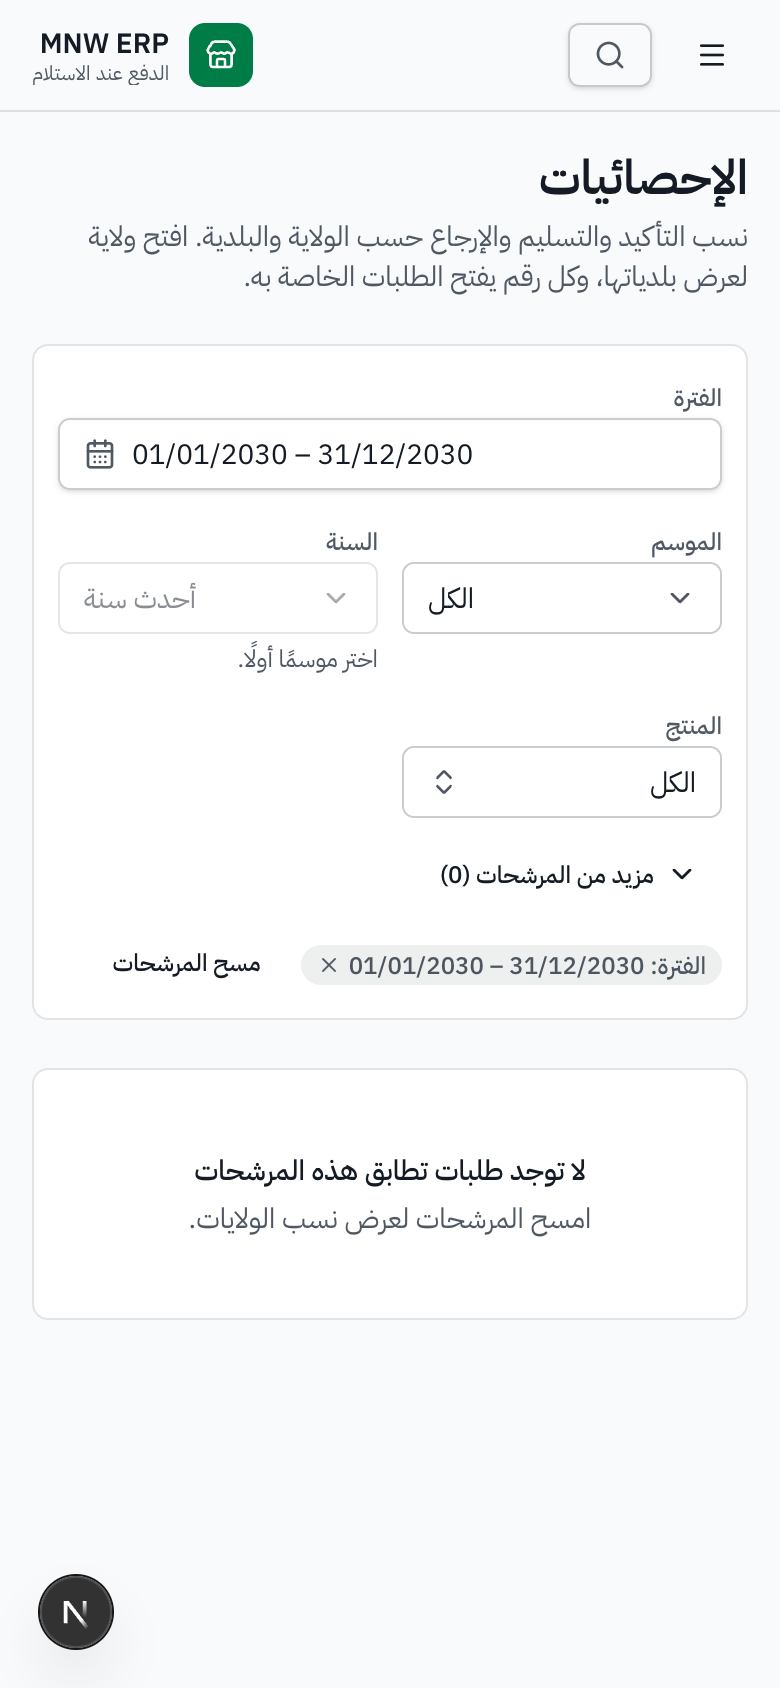 MNW ERP
الدفع عند الاستلام
الإحصائيات
نسب التأكيد والتسليم والإرجاع حسب الولاية والبلدية. افتح ولاية
لعرض بلدياتها، وكل رقم يفتح الطلبات الخاصة به.
الفترة
01/01/2030 – 31/12/2030
الموسم
السنة
الكل
أحدث سنة
اختر موسمًا أولًا.
المنتج
الكل
مزيد من المرشحات (0)
الفترة: 01/01/2030 – 31/12/2030
مسح المرشحات
لا توجد طلبات تطابق هذه المرشحات
امسح المرشحات لعرض نسب الولايات.
N